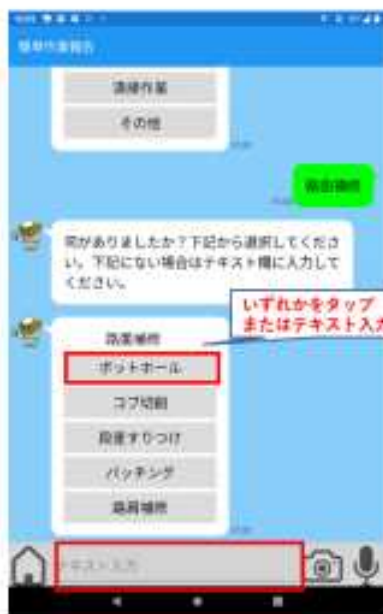 簡単作業報告
清掃作業
その他
路面補修
何がありましたか？下記から選択してくださ
い。下記にない場合はテキスト欄に入力して
ください。
いずれかをタップ
またはテキスト入力
路面補修
ポットホール
コブ切削
段差すりつけ
パッチング
路肩補修
テキスト入力